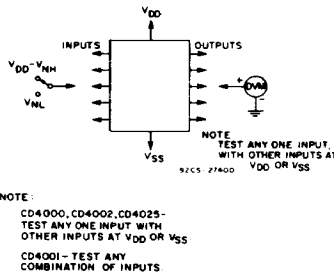 VDD
INPUTS
OUTPUTS
VDD-VNH
VNL
+
DVM
-
NOTE
TEST ANY ONE INPUT,
WITH OTHER INPUTS AT
VDD OR VSS
VSS
92CS-27400
NOTE:
CD4000, CD4002, CD4025-
TEST ANY ONE INPUT WITH
OTHER INPUTS AT VDD OR VSS
CD4001- TEST ANY
COMBINATION OF INPUTS